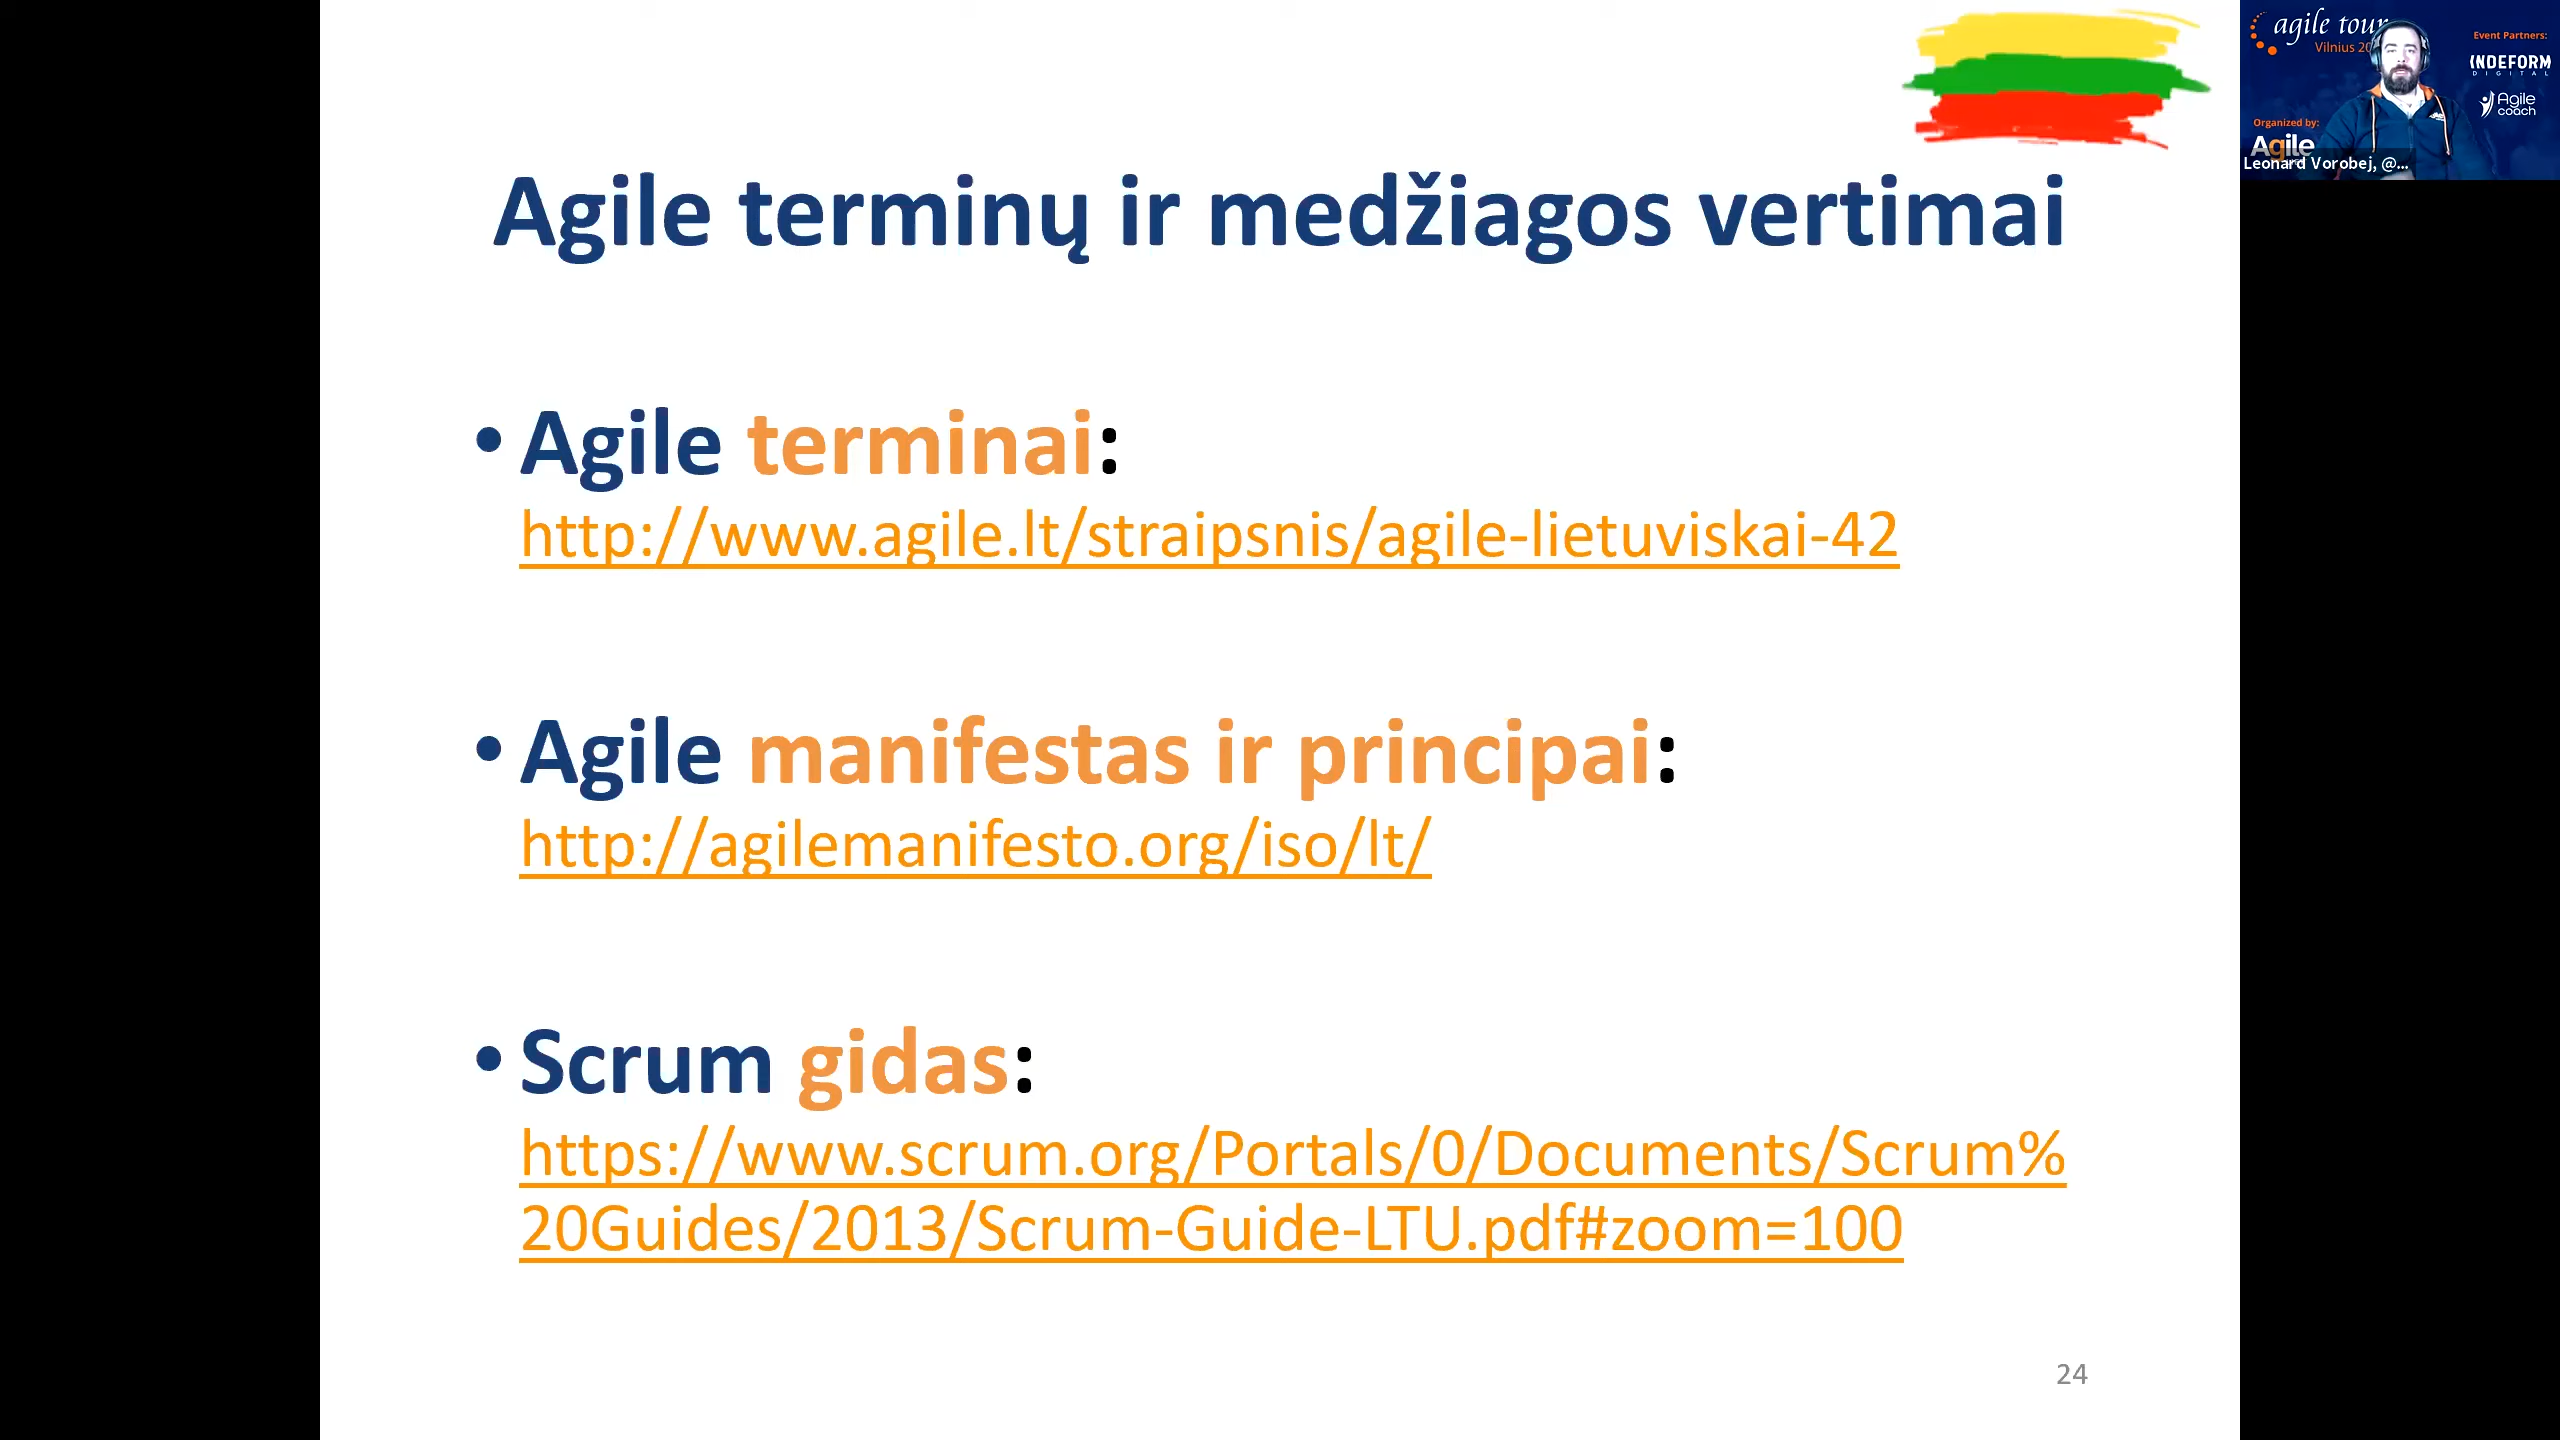 Agile terminų ir medžiagos vertimai
• Agile terminai:
http://www.agile.lt/straipsnis/agile-lietuviskai-42
• Agile manifestas ir principai:
http://agilemanifesto.org/iso/lt/
• Scrum gidas:
https://www.scrum.org/Portals/0/Documents/Scrum%
20Guides/2013/Scrum-Guide-LTU.pdf#zoom=100
24
agile tour
Vilnius 20
Event Partners:
INDEFORM
DIGITAL
Agile
coach
Organized by:
Agile
Leonard Vorobej, @...